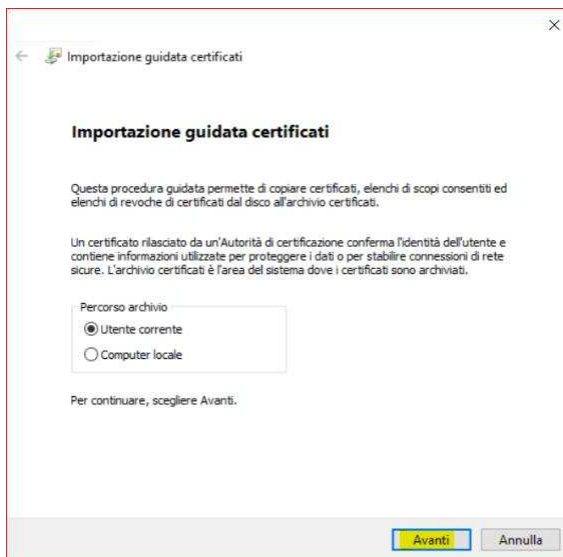 Importazione guidata certificati
Importazione guidata certificati
Questa procedura guidata permette di copiare certificati, elenchi di scopi consentiti ed
elenchi di revoche di certificati dal disco all'archivio certificati.
Un certificato rilasciato da un'Autorità di certificazione conferma l'identità dell'utente e
contiene informazioni utilizzate per proteggere i dati o per stabilire connessioni di rete
sicure. L'archivio certificati è l'area del sistema dove i certificati sono archiviati.
Percorso archivio
Utente corrente
Computer locale
Per continuare, scegliere Avanti.
Avanti Annulla